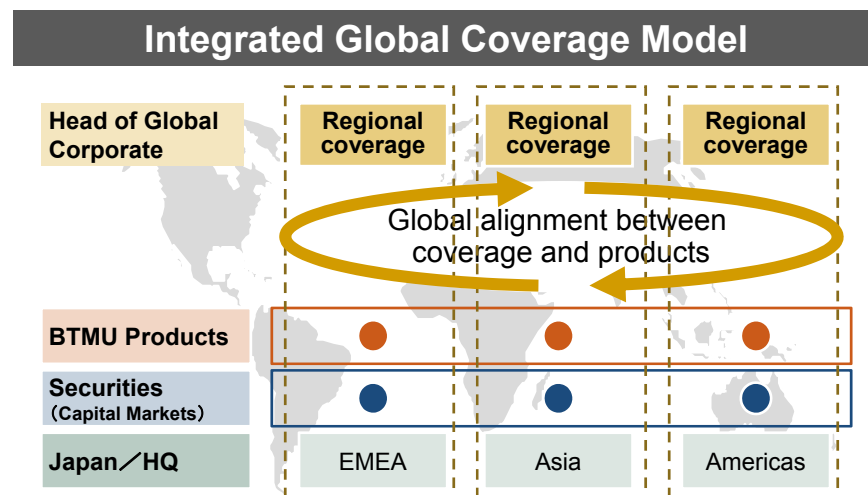 Integrated Global Coverage Model
Head of Global
Corporate
Regional
coverage
Regional
coverage
Regional
coverage
Global alignment between
coverage and products
BTMU Products
Securities
（Capital Markets）
Japan／HQ
EMEA
Asia
Americas